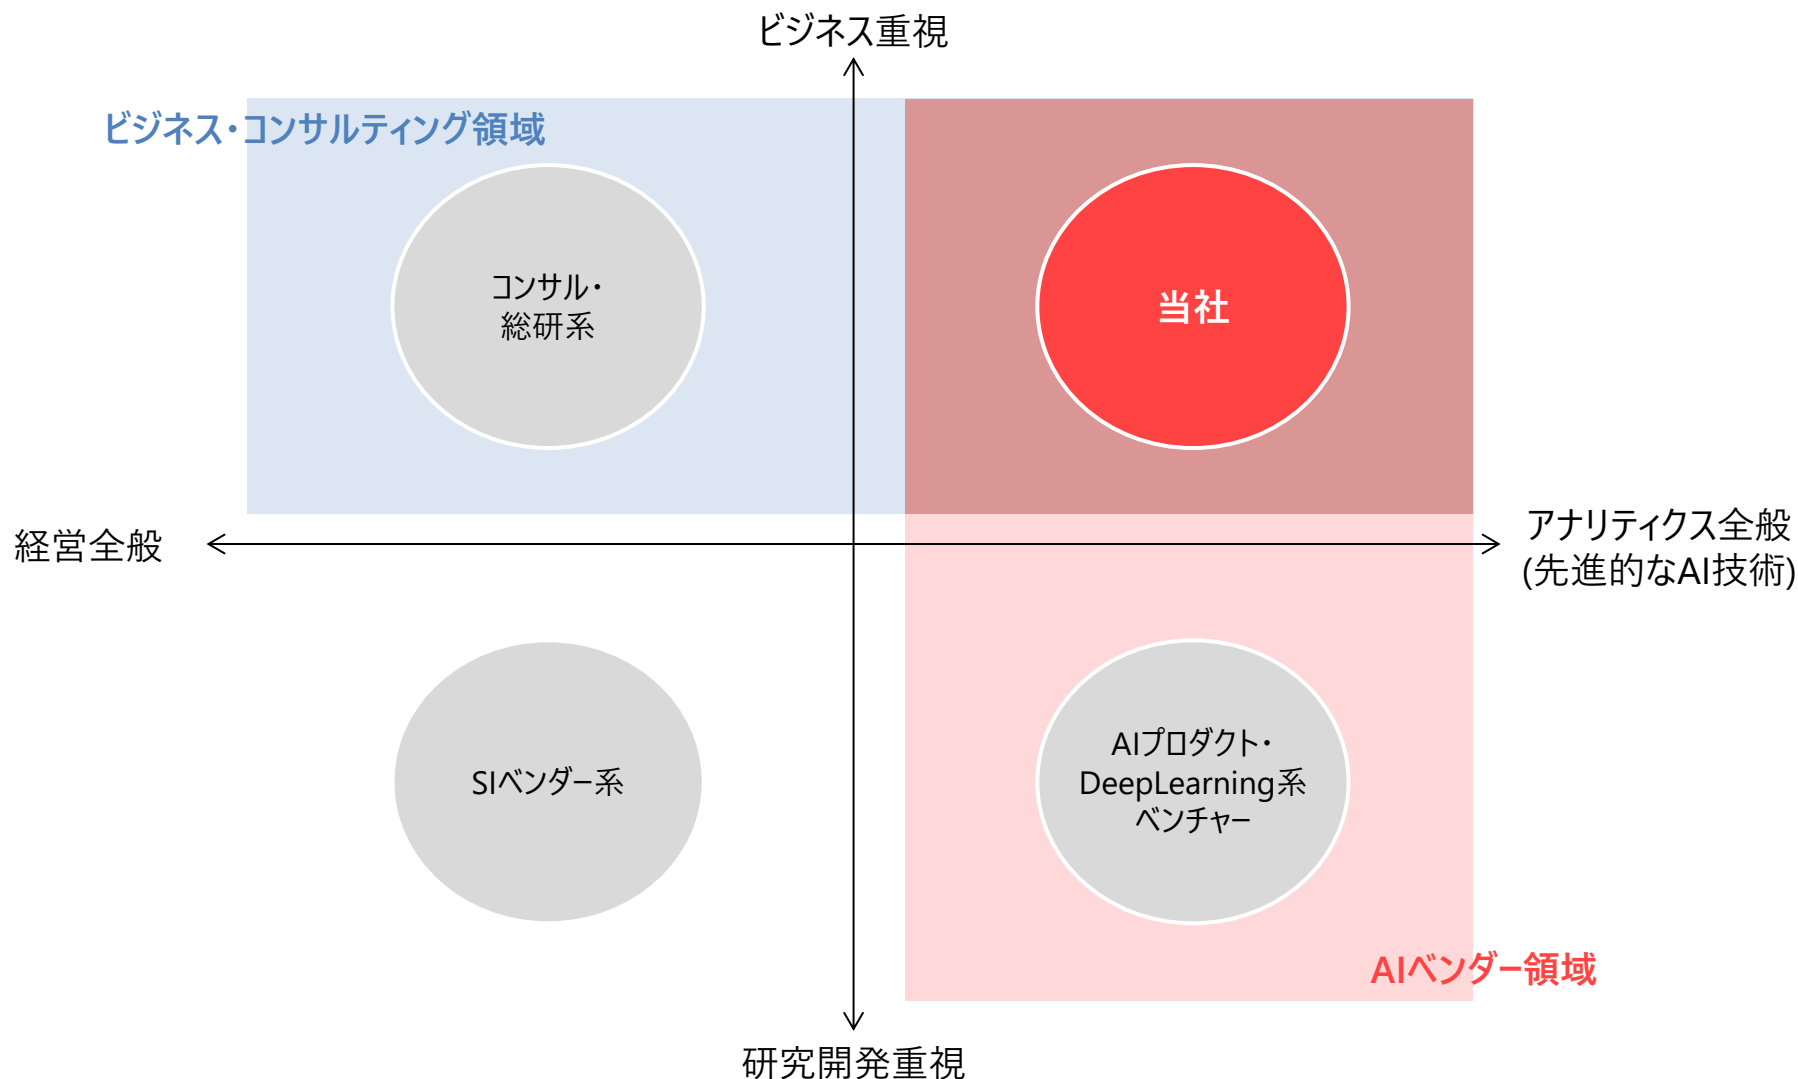 ビジネス重視
ビジネス・コンサルティング領域
コンサル・
総研系
当社
経営全般
アナリティクス全般
(先進的なAI技術)
SIベンダー系
AIプロダクト・
DeepLearning系
ベンチャー
AIベンダー領域
研究開発重視